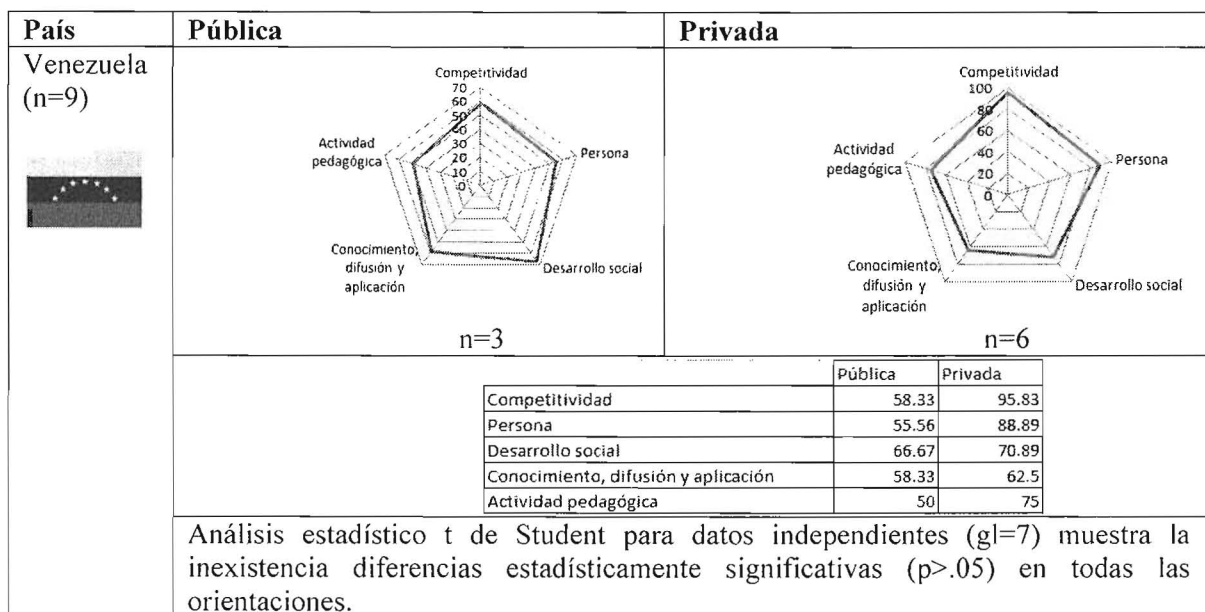 País Pública Privada
Venezuela
(n=9)
Competitividad
70
60
50
40
30
20
10
0
Actividad
pedagógica
Persona
Conocimiento,
difusión y
aplicación
Desarrollo social
n=3
Competitividad
100
80
60
40
20
0
Actividad
pedagógica
Persona
Conocimiento,
difusión y
aplicación
Desarrollo social
n=6
Pública Privada
Competitividad 58.33 95.83
Persona 55.56 88.89
Desarrollo social 66.67 70.89
Conocimiento, difusión y aplicación 58.33 62.5
Actividad pedagógica 50 75
Análisis estadístico t de Student para datos independientes (gl=7) muestra la
inexistencia diferencias estadísticamente significativas (p>.05) en todas las
orientaciones.